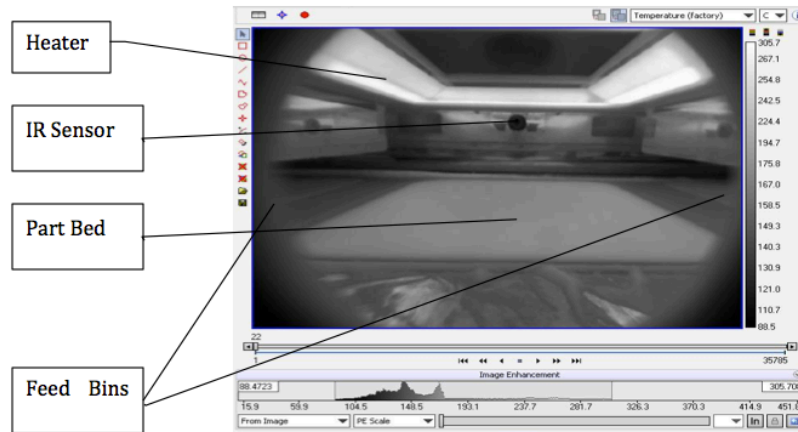 Temperature (factory)
C
Heater
IR Sensor
Part Bed
Feed Bins
305.7
267.1
254.8
242.5
224.4
194.7
175.8
167.0
158.5
149.3
140.3
130.9
121.0
110.7
88.5
22
1
35785
Image Enhancement
88.4723
305.708
15.9 59.9 104.5 148.5 193.1 237.7 281.7 326.3 370.3 414.9 451.8
From Image
PE Scale
In